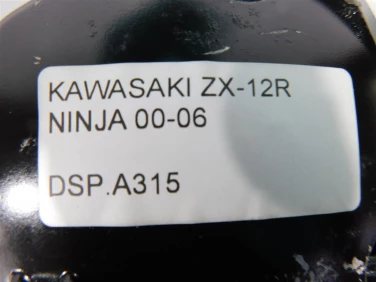 KAWASAKI ZX-12R
NINJA 00-06
DSP.A315